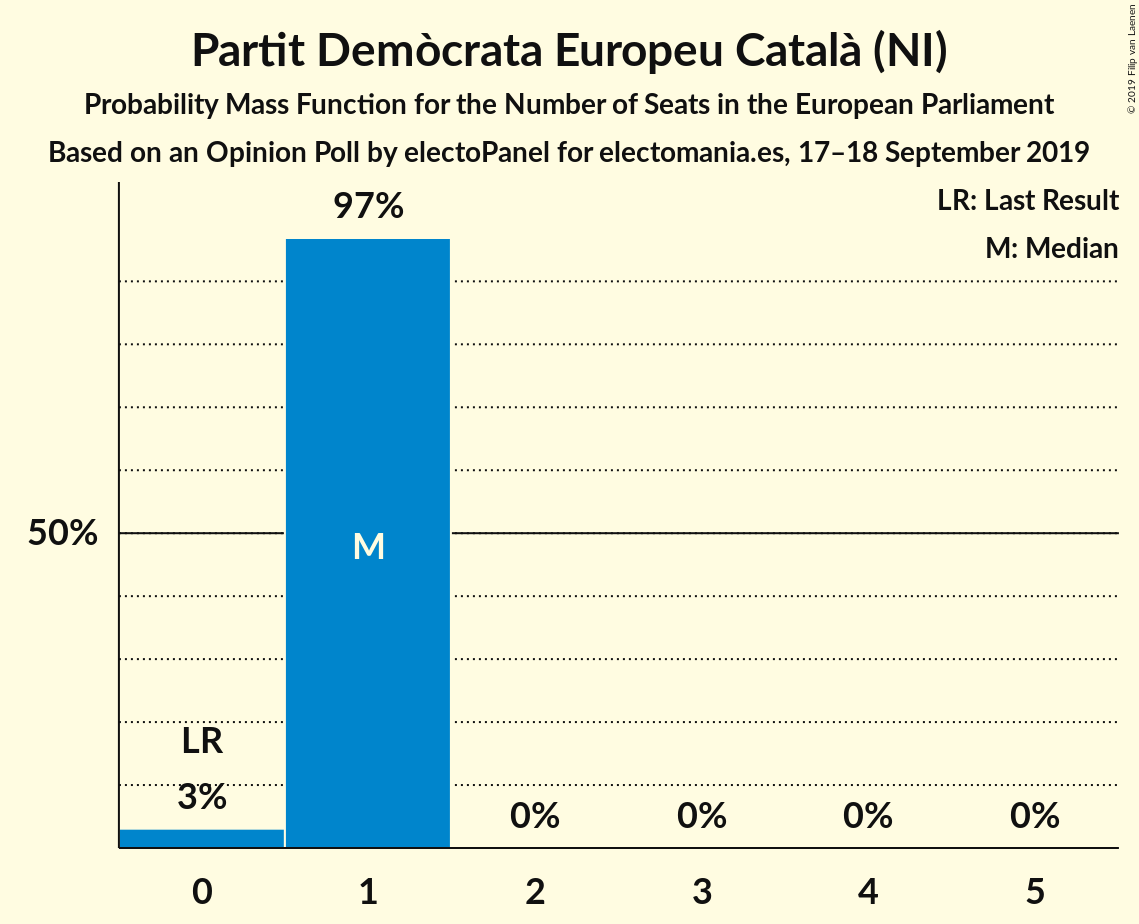 Partit Demòcrata Europeu Català (NI)
Probability Mass Function for the Number of Seats in the European Parliament
Based on an Opinion Poll by electoPanel for electomania.es, 17–18 September 2019
© 2019 Filip van Laenen
LR: Last Result
M: Median
97%
50%
M
LR
3%
0% 0% 0% 0%
0 1 2 3 4 5